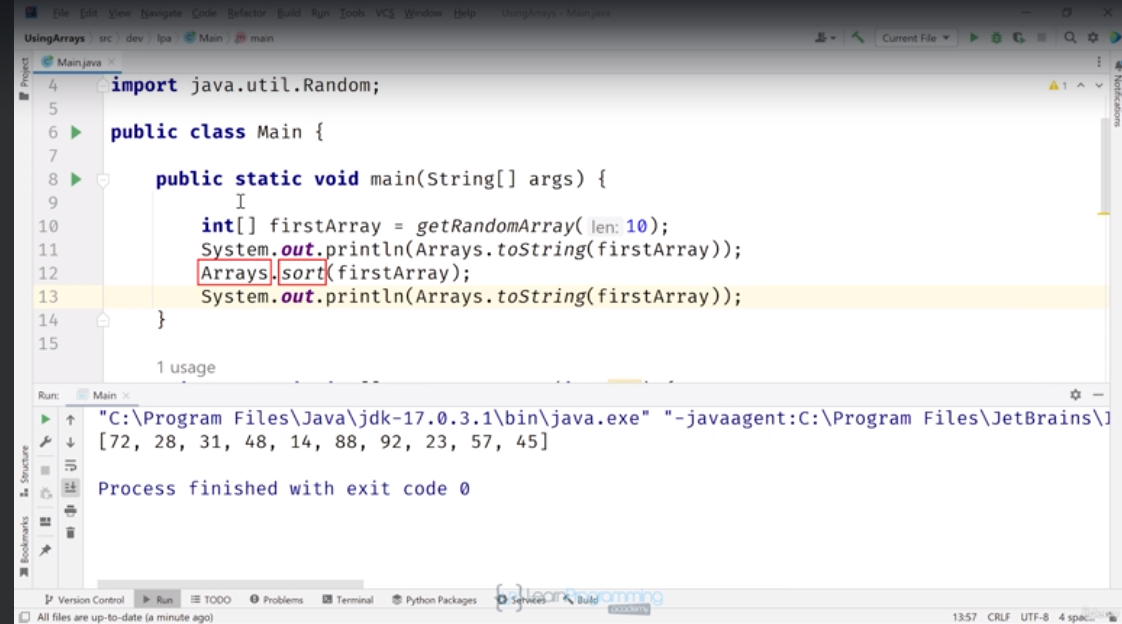 File Edit View Navigate Code Refactor Build Run Tools VCS Window Help UsingArrays - Main.java
UsingArrays > src > dev > lpa > Main > main
Current File
Project
Main.java
Notifications
1
4 import java.util.Random;
5
6 public class Main {
7
8 public static void main(String[] args) {
9
10 int[] firstArray = getRandomArray( len: 10);
11 System.out.println(Arrays.toString(firstArray));
12 Arrays.sort(firstArray);
13 System.out.println(Arrays.toString(firstArray));
14 }
15
1 usage
Run: Main
"C:\Program Files\Java\jdk-17.0.3.1\bin\java.exe" "-javaagent:C:\Program Files\JetBrains\
[72, 28, 31, 48, 14, 88, 92, 23, 57, 45]
Process finished with exit code 0
Structure
Bookmarks
Version Control Run TODO Problems Terminal Python Packages Services Build
LearnProgramming
academy
All files are up-to-date (a minute ago) 13:57 CRLF UTF-8 4 spac...